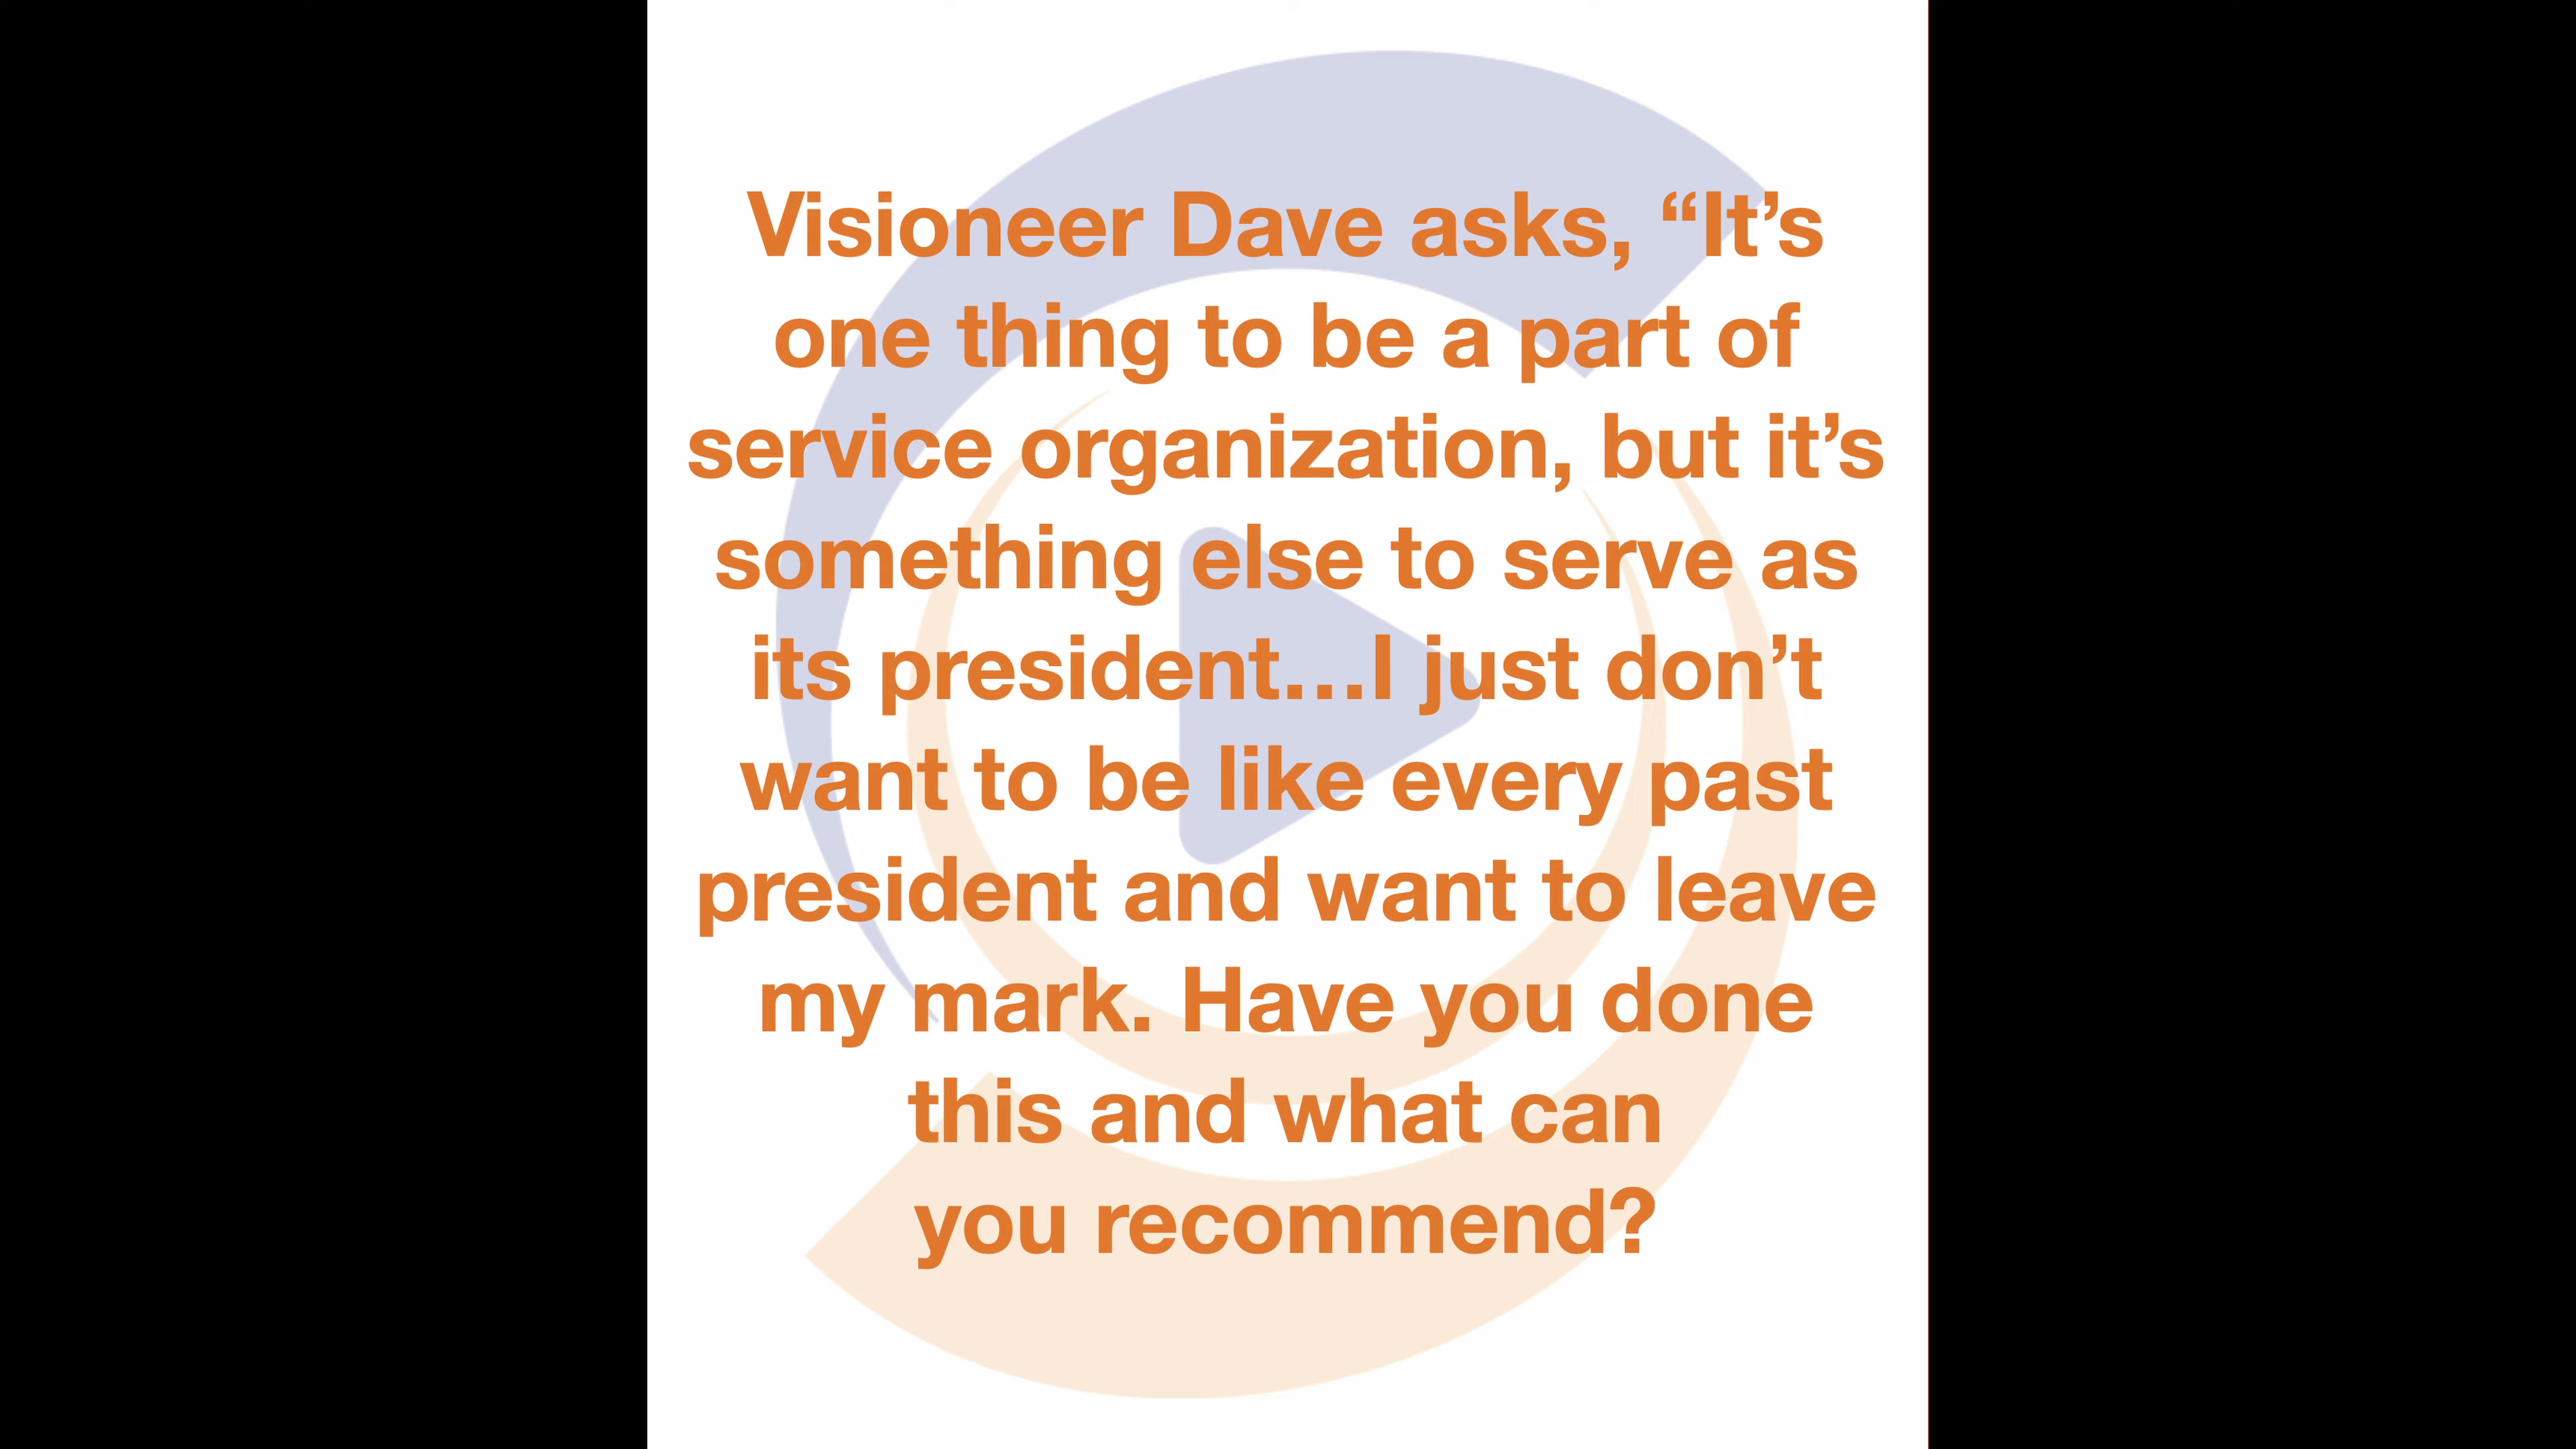 Visioneer Dave asks, “It’s
one thing to be a part of
service organization, but it’s
something else to serve as
its president…I just don’t
want to be like every past
president and want to leave
my mark. Have you done
this and what can
you recommend?